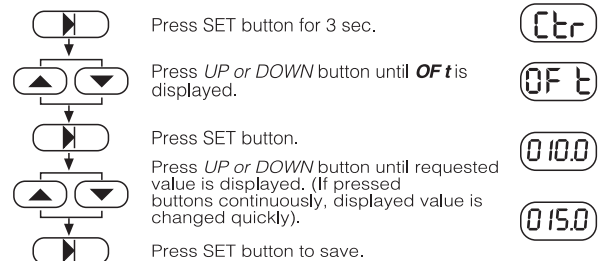 Press SET button for 3 sec.
Ctr
Press UP or DOWN button until OF t is
displayed.
OF t
Press SET button.
010.0
Press UP or DOWN button until requested
value is displayed. (If pressed
buttons continuously, displayed value is
changed quickly).
015.0
Press SET button to save.